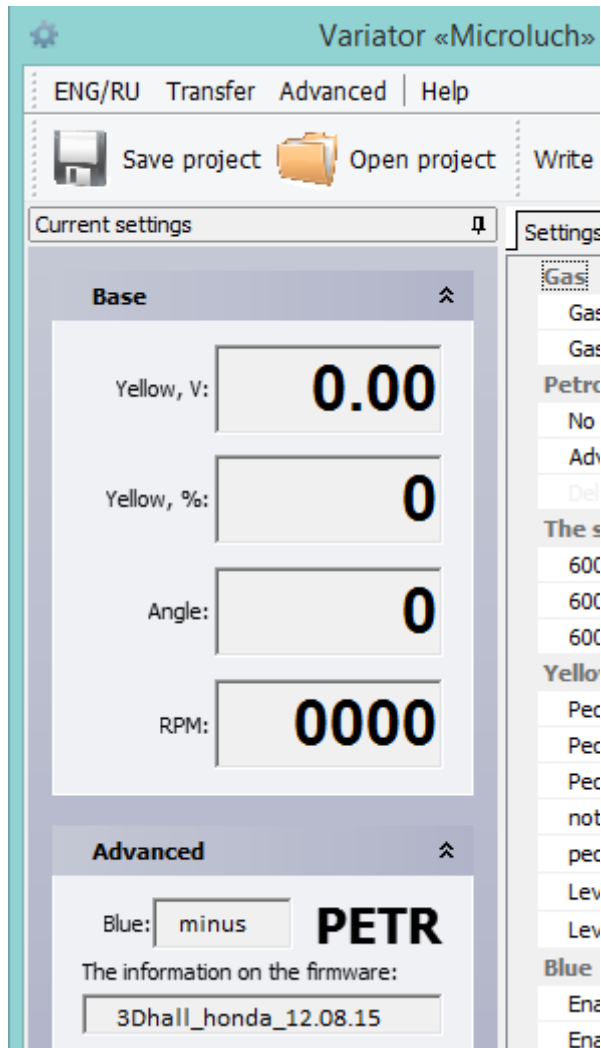 Variator «Microluch»
ENG/RU Transfer Advanced Help
Save project Open project Write
Current settings
Base
Yellow, V: 0.00
Yellow, %: 0
Angle: 0
RPM: 0000
Advanced
Blue: minus PETR
The information on the firmware:
3Dhall_honda_12.08.15
Settings
Gas
Gas
Gas
Petro
No
Adv
Del
The s
600
600
600
Yellow
Ped
Ped
Ped
not
ped
Lev
Lev
Blue
Ena
Ena